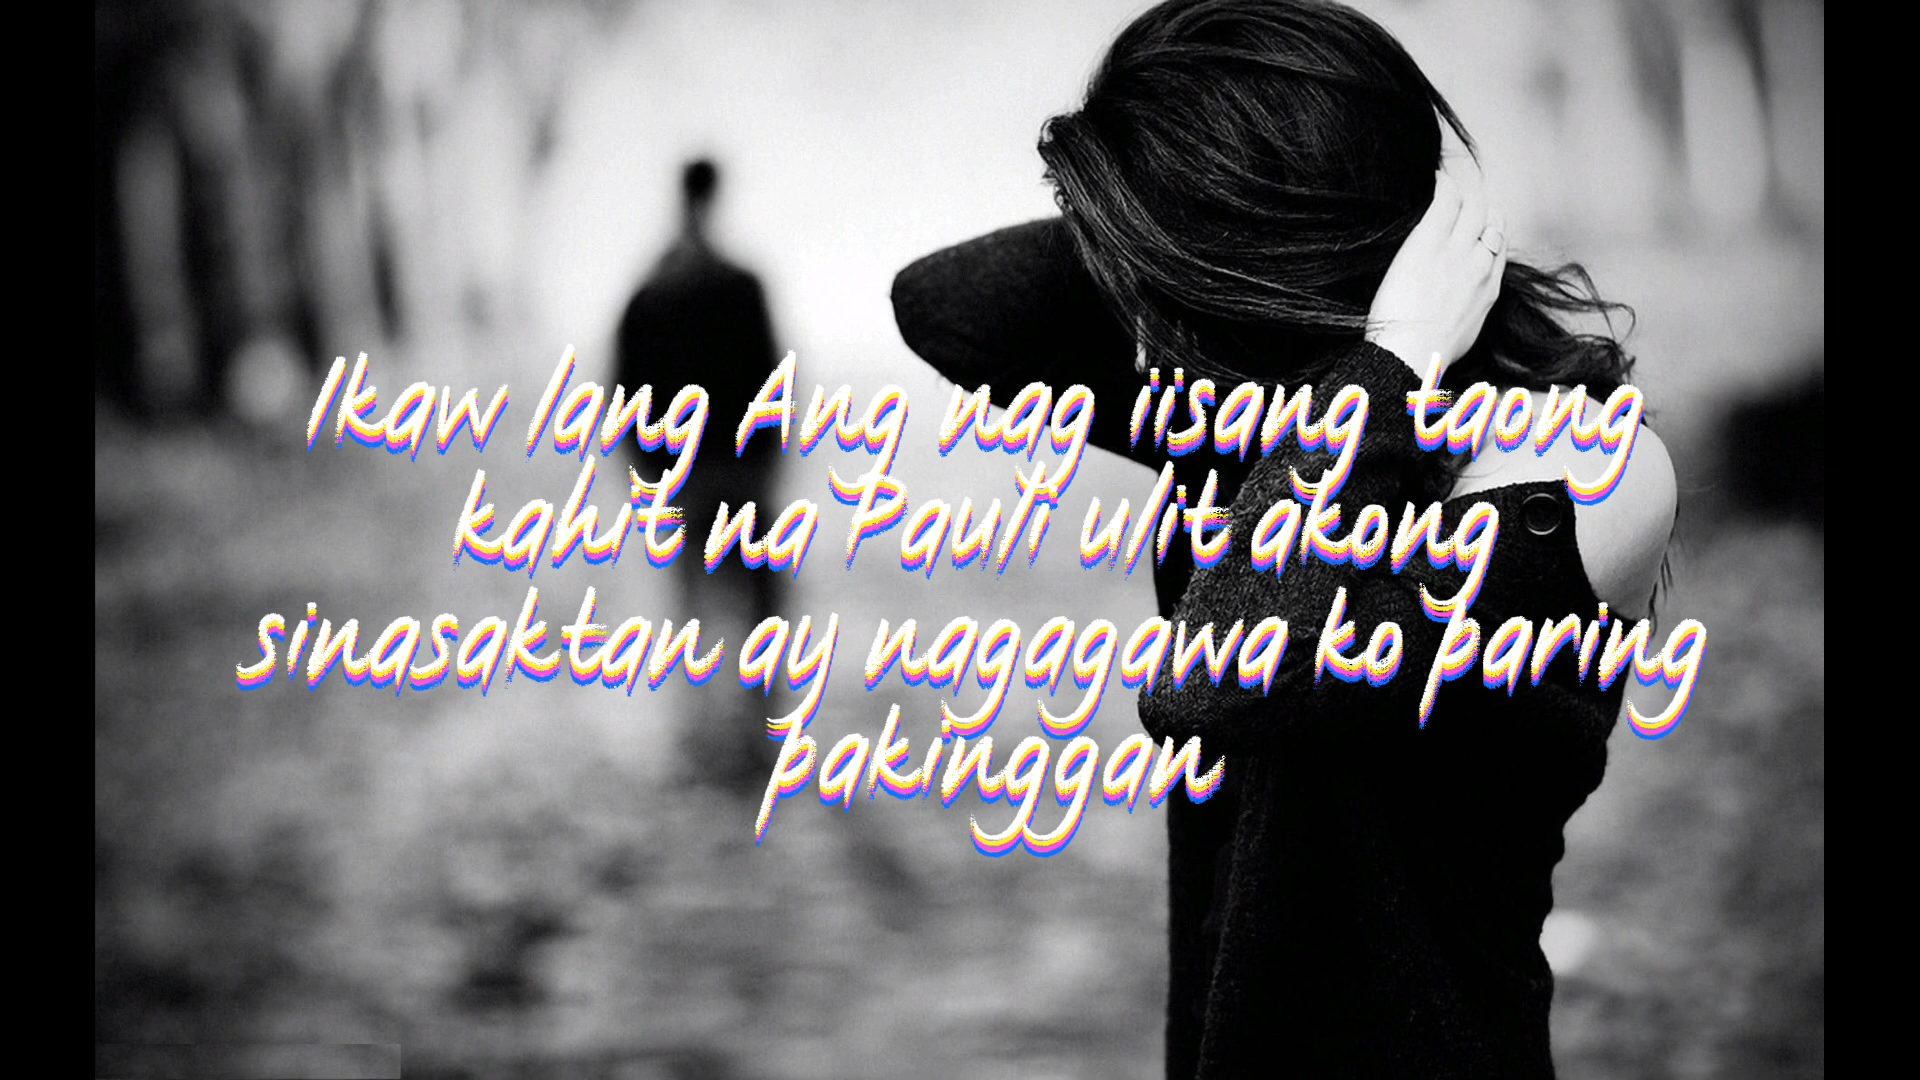 Ikaw lang Ang nag iisang taong
kahit na Pauli ulit akong
sinasaktan ay nagagawa ko paring
pakinggan